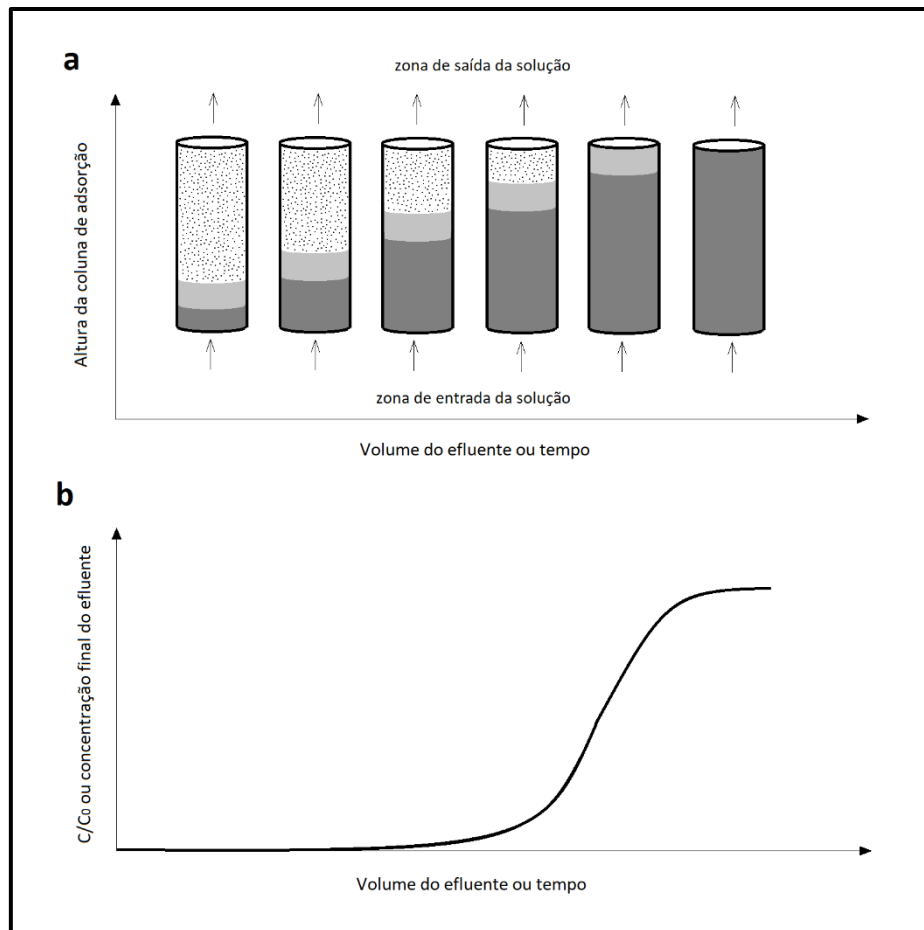 a
zona de saída da solução
Altura da coluna de adsorção
zona de entrada da solução
Volume do efluente ou tempo
b
C/C₀ ou concentração final do efluente
Volume do efluente ou tempo